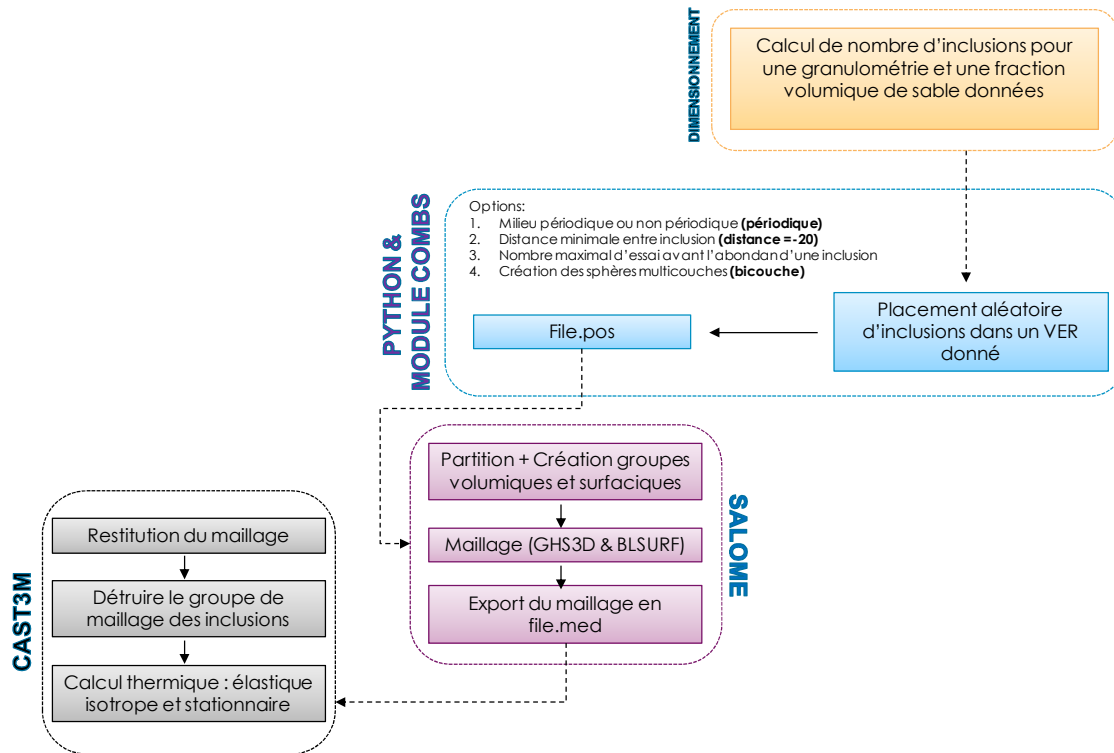 DIMENSIONNEMENT
Calcul de nombre d’inclusions pour
une granulométrie et une fraction
volumique de sable données
PYTHON &
MODULE COMBS
Options:
1. Milieu périodique ou non périodique (périodique)
2. Distance minimale entre inclusion (distance =-20)
3. Nombre maximal d’essai avant l’abondan d’une inclusion
4. Création des sphères multicouches (bicouche)
File.pos
Placement aléatoire
d’inclusions dans un VER
donné
Partition + Création groupes
volumiques et surfaciques
Maillage (GHS3D & BLSURF)
Export du maillage en
file.med
SALOME
CAST3M
Restitution du maillage
Détruire le groupe de
maillage des inclusions
Calcul thermique : élastique
isotrope et stationnaire